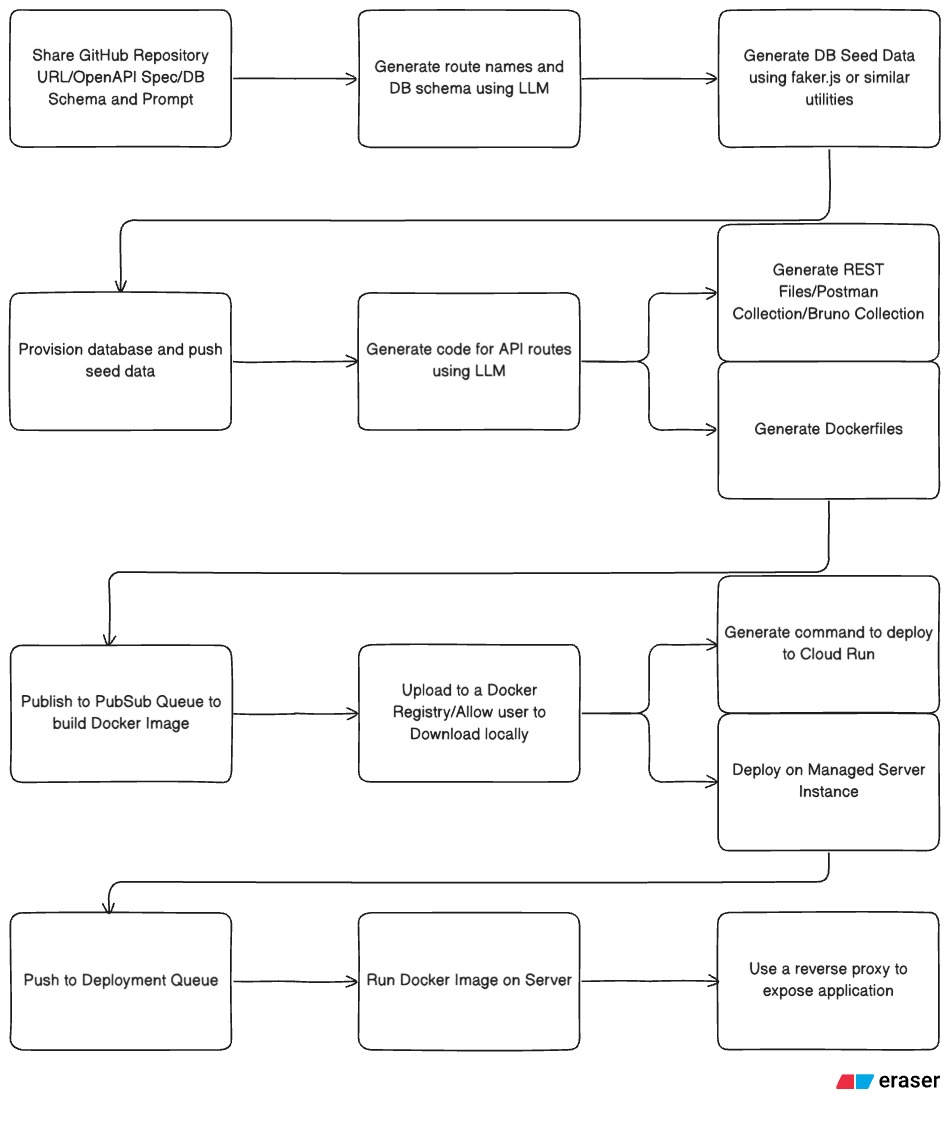 Share GitHub Repository
URL/OpenAPI Spec/DB
Schema and Prompt
Generate route names and
DB schema using LLM
Generate DB Seed Data
using faker.js or similar
utilities
Provision database and push
seed data
Generate code for API routes
using LLM
Generate REST
Files/Postman
Collection/Bruno Collection
Generate Dockerfiles
Publish to PubSub Queue to
build Docker Image
Upload to a Docker
Registry/Allow user to
Download locally
Generate command to deploy
to Cloud Run
Deploy on Managed Server
Instance
Push to Deployment Queue
Run Docker Image on Server
Use a reverse proxy to
expose application
eraser